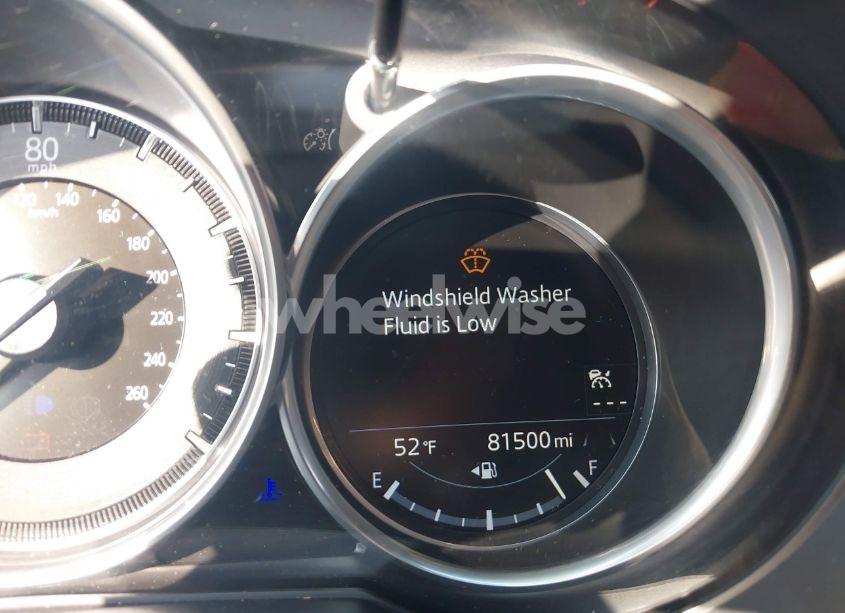 80
mph
120 140 160 180 200 220 240 260
km/h
wheelwise
Windshield Washer
Fluid is Low
---
52°F 81500 mi
E F